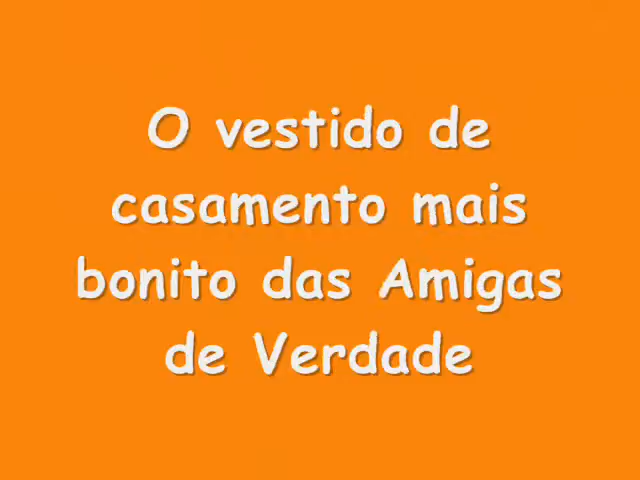 O vestido de
casamento mais
bonito das Amigas
de Verdade